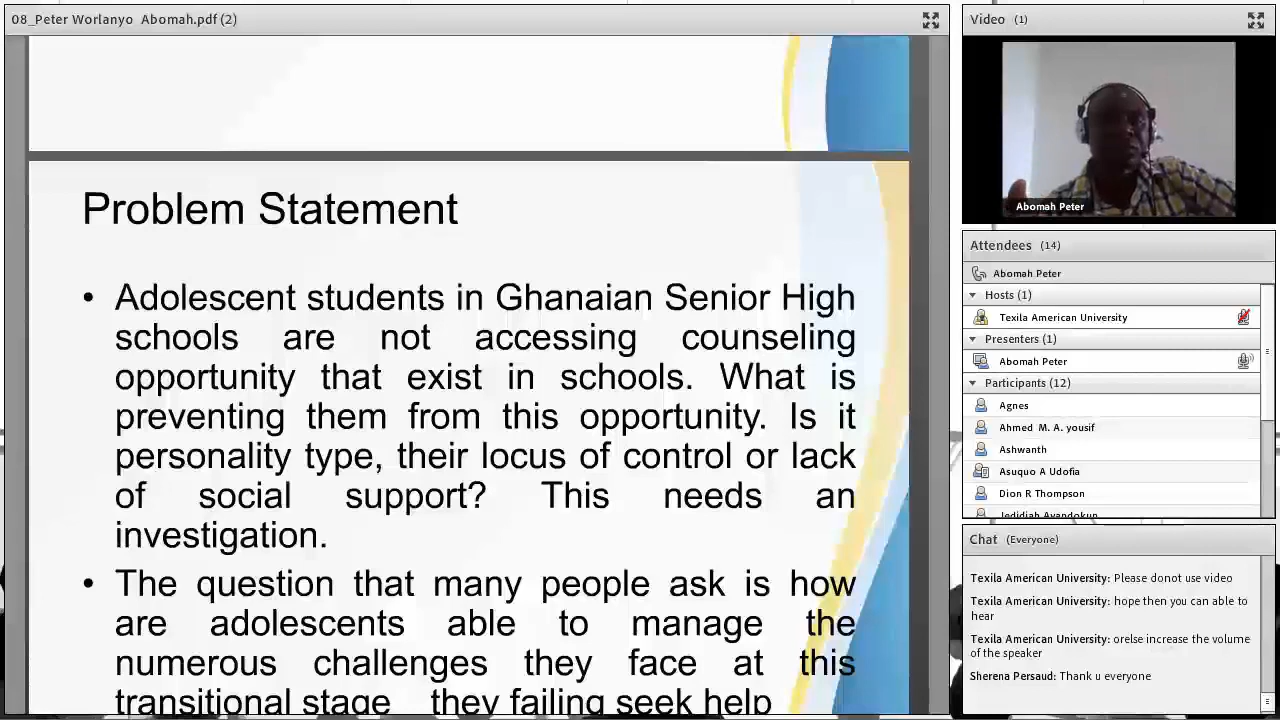 08_Peter Worlanyo Abomah.pdf (2)
Problem Statement
• Adolescent students in Ghanaian Senior High
schools are not accessing counseling
opportunity that exist in schools. What is
preventing them from this opportunity. Is it
personality type, their locus of control or lack
of social support? This needs an
investigation.
• The question that many people ask is how
are adolescents able to manage the
numerous challenges they face at this
transitional stage they failing seek help
Video (1)
Abomah Peter
Attendees (14)
Abomah Peter
Hosts (1)
Texila American University
Presenters (1)
Abomah Peter
Participants (12)
Agnes
Ahmed M. A. yousif
Ashwanth
Asuquo A Udofia
Dion R Thompson
Jedidiah Ayandokun
Chat (Everyone)
Texila American University: Please donot use video
Texila American University: hope then you can able to
hear
Texila American University: orelse increase the volume
of the speaker
Sherena Persaud: Thank u everyone